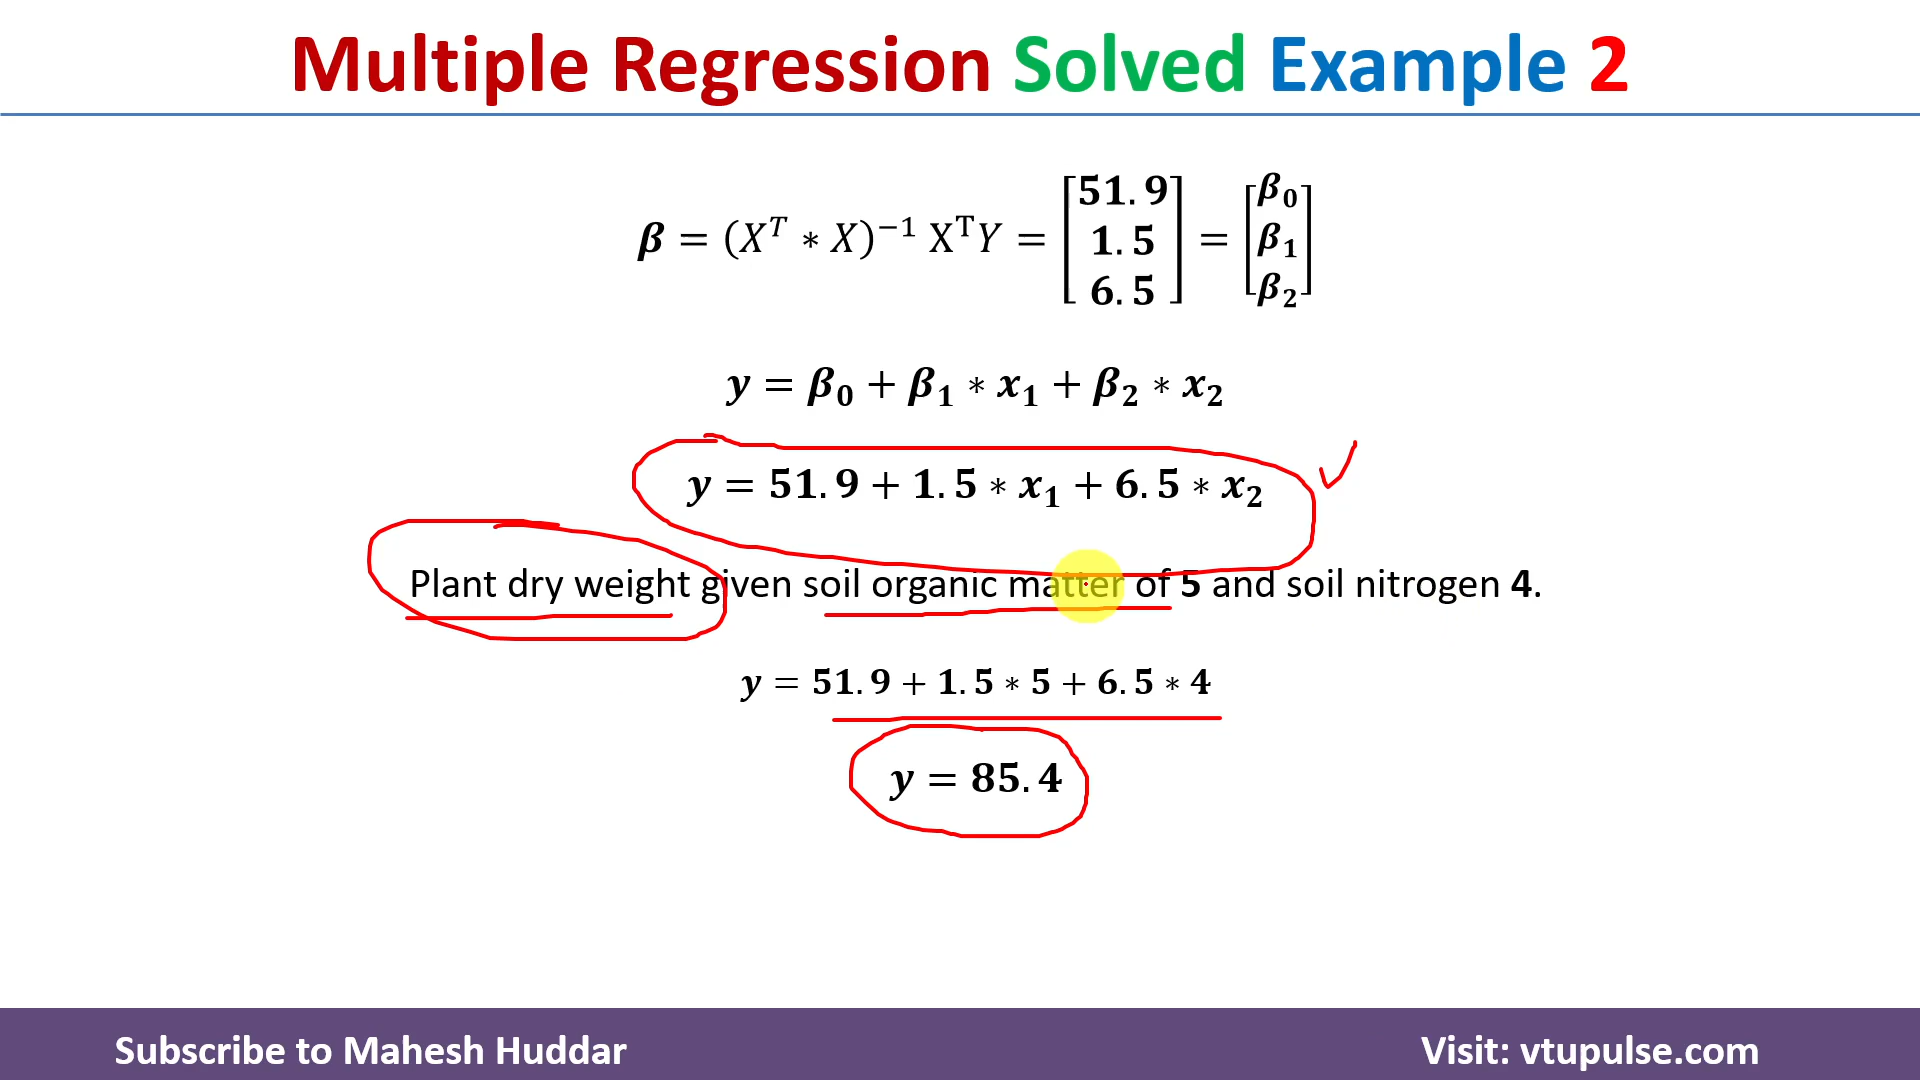 Multiple Regression Solved Example 2
β = (Xᵀ * X)⁻¹ XᵀY = [51.9 1.5 6.5] = [β₀ β₁ β₂]
y = β₀ + β₁ * x₁ + β₂ * x₂
y = 51.9 + 1.5 * x₁ + 6.5 * x₂
Plant dry weight given soil organic matter of 5 and soil nitrogen 4.
y = 51.9 + 1.5 * 5 + 6.5 * 4
y = 85.4
Subscribe to Mahesh Huddar
Visit: vtupulse.com